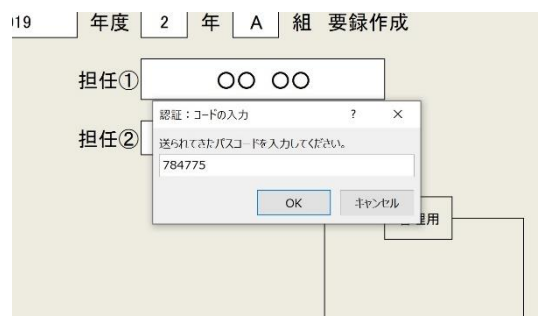 年度 2 年 A 組 要録作成
担任① 〇〇 〇〇
認証：コードの入力 ? ×
担任②
送られてきたパスコードを入力してください。
784775
OK キャンセル
理用